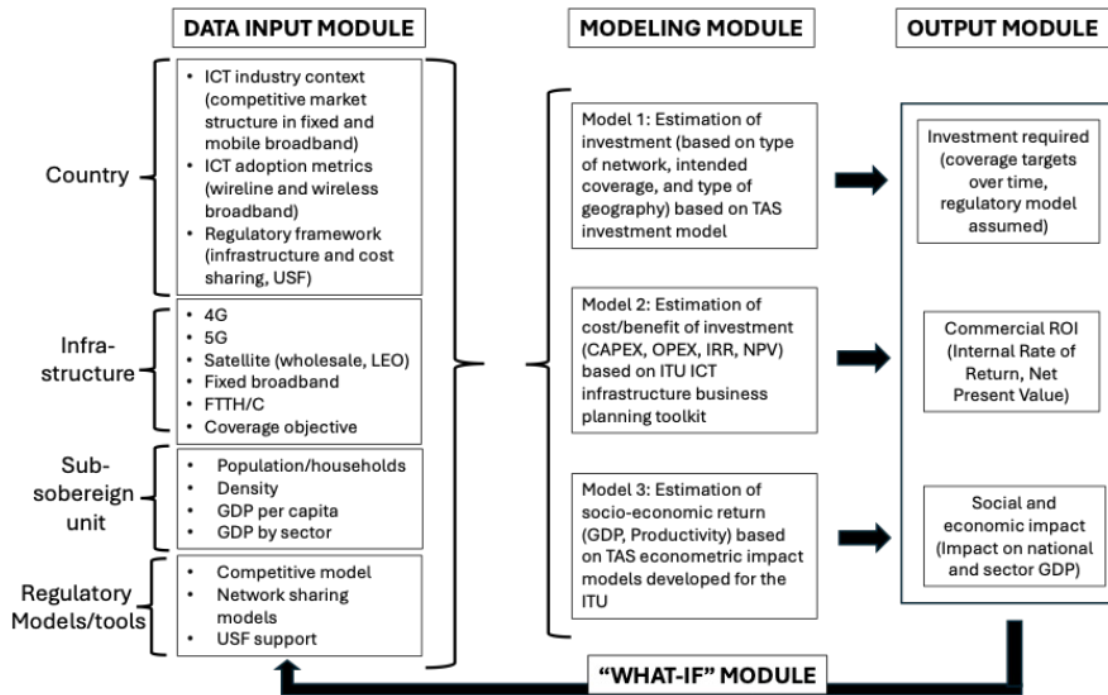 DATA INPUT MODULE
MODELING MODULE
OUTPUT MODULE
Country
• ICT industry context
(competitive market
structure in fixed and
mobile broadband)
• ICT adoption metrics
(wireline and wireless
broadband)
• Regulatory framework
(infrastructure and cost
sharing, USF)
Infra-
structure
• 4G
• 5G
• Satellite (wholesale, LEO)
• Fixed broadband
• FTTH/C
• Coverage objective
Sub-
sobereign
unit
• Population/households
• Density
• GDP per capita
• GDP by sector
Regulatory
Models/tools
• Competitive model
• Network sharing
models
• USF support
Model 1: Estimation of
investment (based on type
of network, intended
coverage, and type of
geography) based on TAS
investment model
Model 2: Estimation of
cost/benefit of investment
(CAPEX, OPEX, IRR, NPV)
based on ITU ICT
infrastructure business
planning toolkit
Model 3: Estimation of
socio-economic return
(GDP, Productivity) based
on TAS econometric impact
models developed for the
ITU
Investment required
(coverage targets
over time,
regulatory model
assumed)
Commercial ROI
(Internal Rate of
Return, Net
Present Value)
Social and
economic impact
(Impact on national
and sector GDP)
“WHAT-IF” MODULE